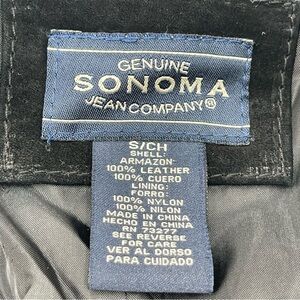 GENUINE
SONOMA
JEAN COMPANY®
S/CH
SHELL:
ARMAZON:
100% LEATHER
100% CUERO
LINING:
FORRO:
100% NYLON
100% NILON
MADE IN CHINA
HECHO EN CHINA
RN 73277
SEE REVERSE
FOR CARE
VER AL DORSO
PARA CUIDADO